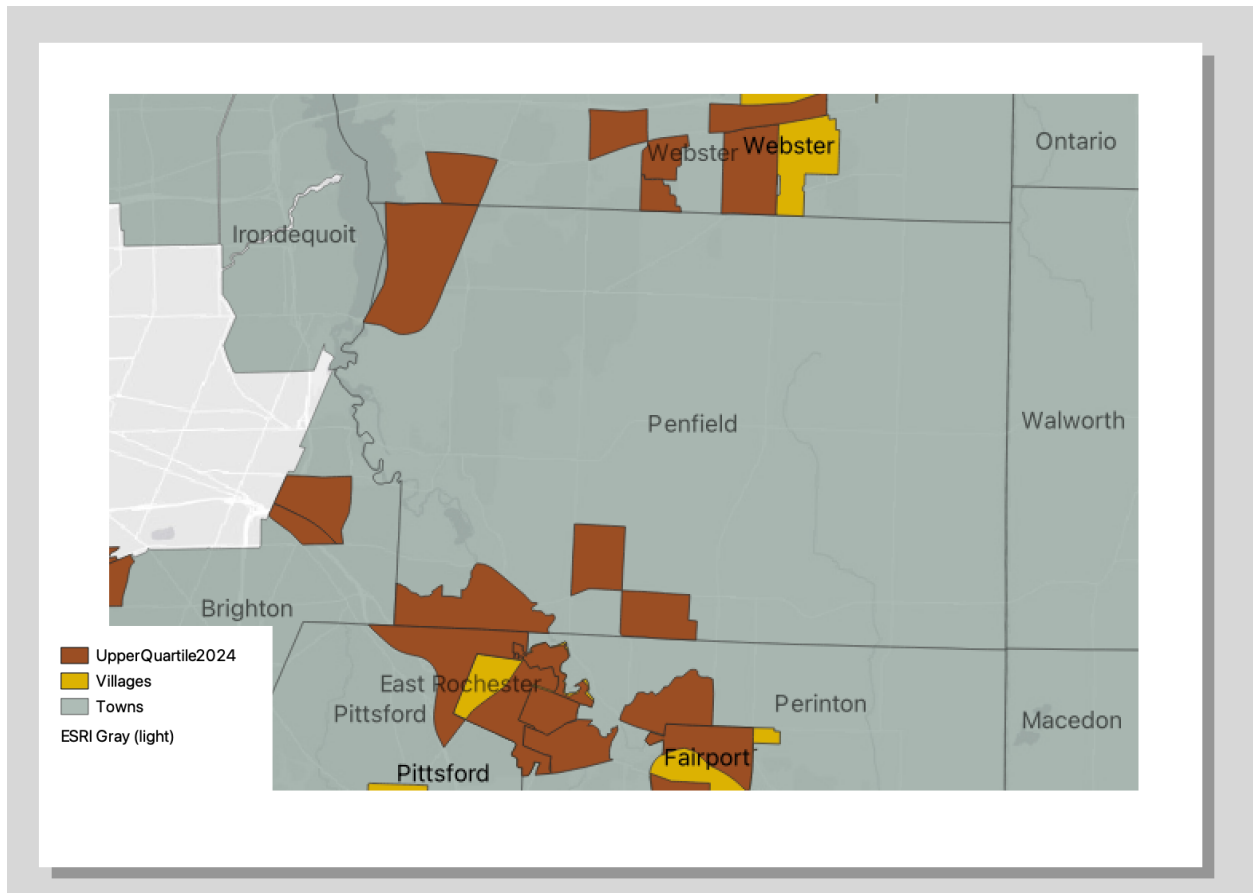 Ontario
Webster
Webster
Irondequoit
Penfield
Walworth
Brighton
UpperQuartile2024
Villages
Towns
ESRI Gray (light)
East Rochester
Pittsford
Perinton
Macedon
Fairport
Pittsford